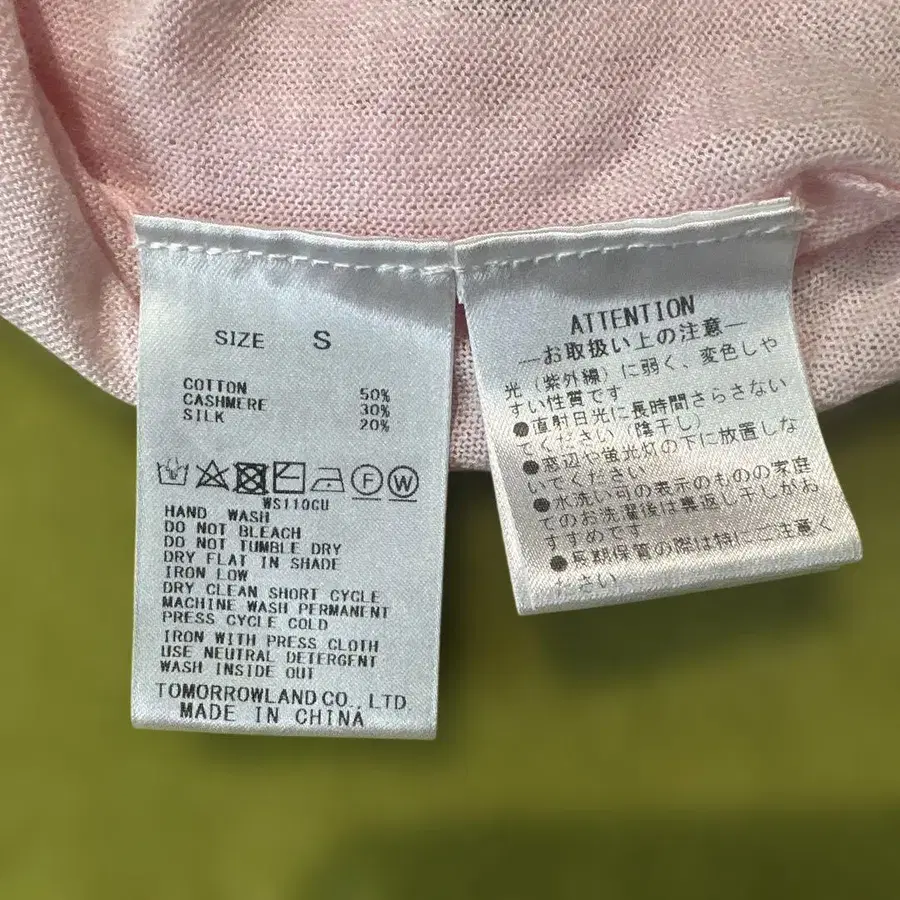 SIZE S
COTTON 50%
CASHMERE 30%
SILK 20%
F W
WS110GU
HAND WASH
DO NOT BLEACH
DO NOT TUMBLE DRY
DRY FLAT IN SHADE
IRON LOW
DRY CLEAN SHORT CYCLE
MACHINE WASH PERMANENT
PRESS CYCLE COLD
IRON WITH PRESS CLOTH
USE NEUTRAL DETERGENT
WASH INSIDE OUT
TOMORROWLAND CO., LTD.
MADE IN CHINA
ATTENTION
―お取扱い上の注意―
光(紫外線)に弱く、変色しや
すい性質です
●直射日光に長時間さらさない
でください(陰干し)
●窓辺や蛍光灯の下に放置しな
いでください
●水洗い可の表示のものの家庭
でのお洗濯後は裏返し干しがお
すすめです
●長期保管の際は特にご注意く
ださい